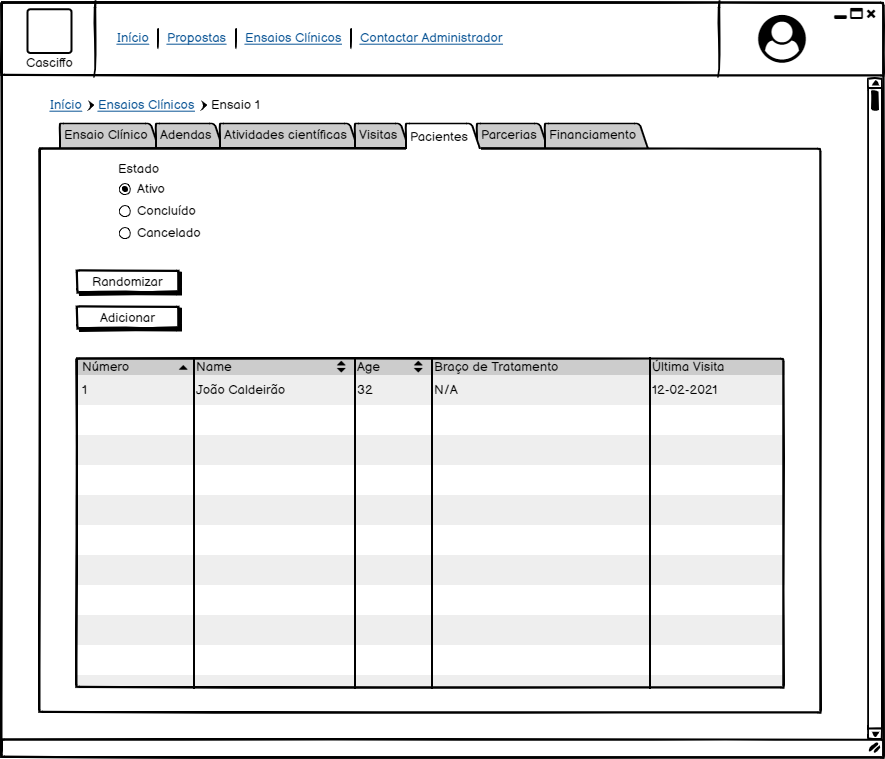 Início Propostas Ensaios Clínicos Contactar Administrador
Casciffo
Início Ensaios Clínicos Ensaio 1
Ensaio Clínico Adendas Atividades científicas Visitas Pacientes Parcerias Financiamento
Estado
Ativo
Concluído
Cancelado
Randomizar
Adicionar
Número Name Age Braço de Tratamento Última Visita
1 João Caldeirão 32 N/A 12-02-2021